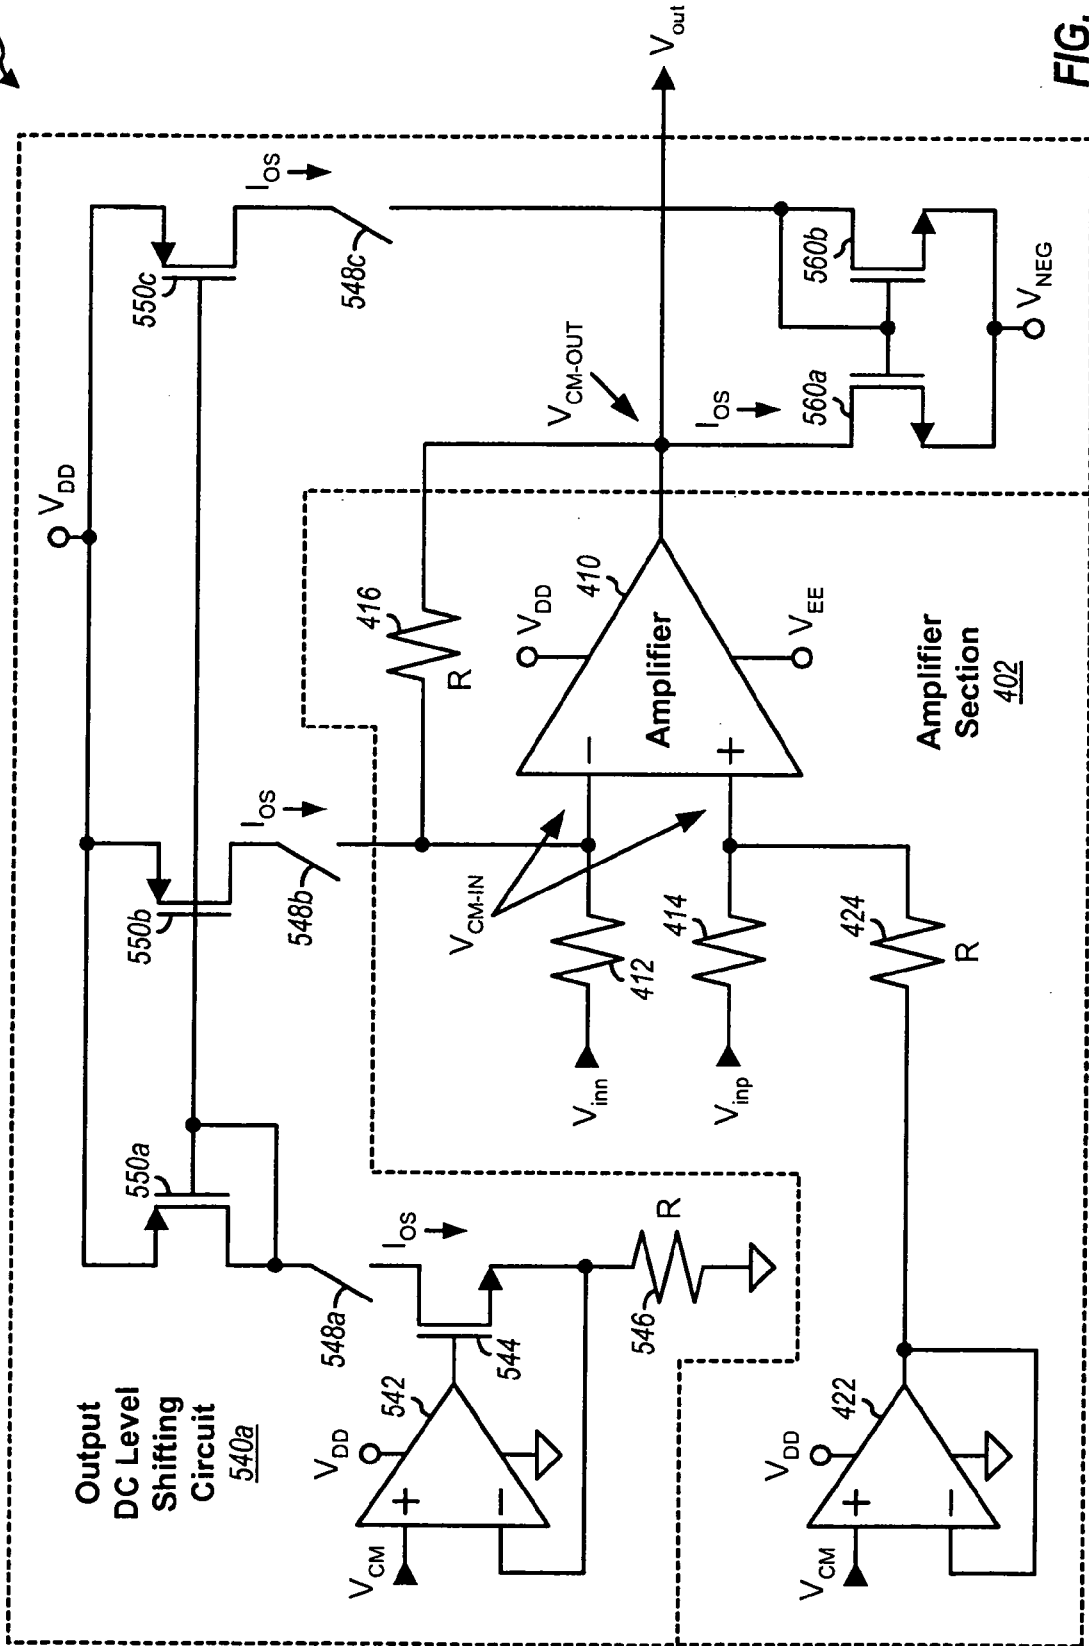 Output
DC Level
Shifting
Circuit
540a
V_DD
550a
550b
550c
I_OS
I_OS
I_OS
548a
548b
548c
V_CM
V_DD
542
544
546
R
416
R
V_CM-IN
V_CM-OUT
V_out
V_inn
412
V_inp
414
Amplifier
410
V_DD
V_EE
I_OS
560a
560b
V_NEG
424
R
V_CM
V_DD
422
Amplifier
Section
402
FIG.
+
−
−
+
+
−